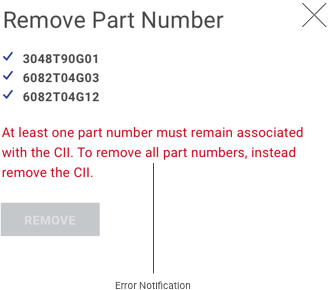 Remove Part Number
3048T90G01
6082T04G03
6082T04G12
At least one part number must remain associated
with the CII. To remove all part numbers, instead
remove the CII.
REMOVE
Error Notification